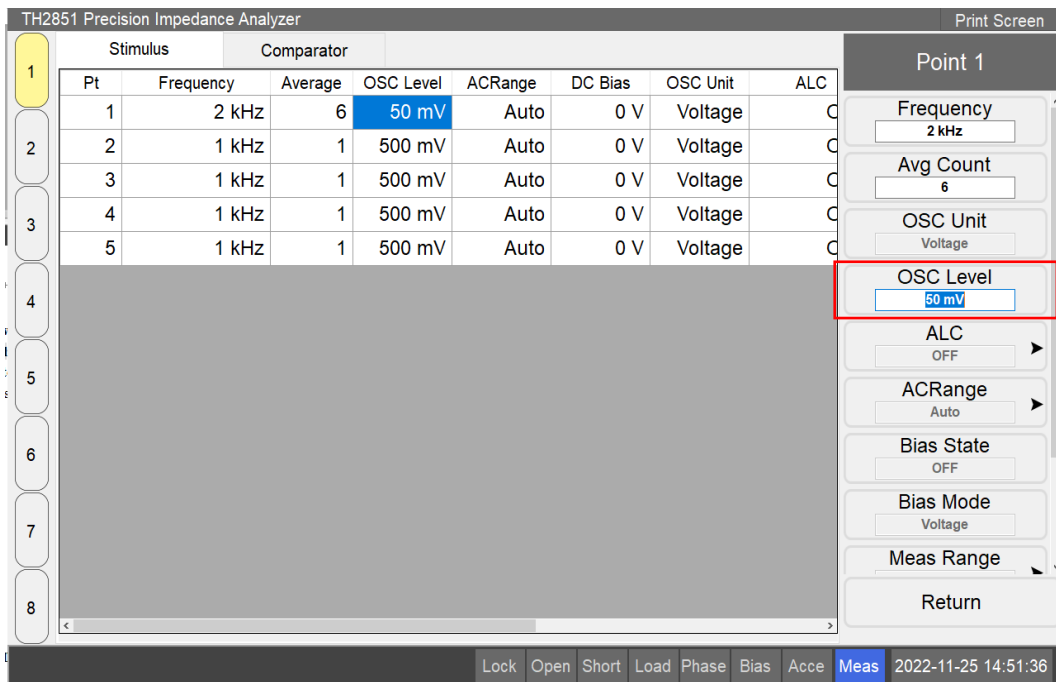 TH2851 Precision Impedance Analyzer Print Screen
Stimulus Comparator
Pt Frequency Average OSC Level ACRange DC Bias OSC Unit ALC
1 2 kHz 6 50 mV Auto 0 V Voltage
2 1 kHz 1 500 mV Auto 0 V Voltage
3 1 kHz 1 500 mV Auto 0 V Voltage
4 1 kHz 1 500 mV Auto 0 V Voltage
5 1 kHz 1 500 mV Auto 0 V Voltage
1
2
3
4
5
6
7
8
Point 1
Frequency
2 kHz
Avg Count
6
OSC Unit
Voltage
OSC Level
50 mV
ALC
OFF
ACRange
Auto
Bias State
OFF
Bias Mode
Voltage
Meas Range
Return
Lock Open Short Load Phase Bias Acce Meas 2022-11-25 14:51:36